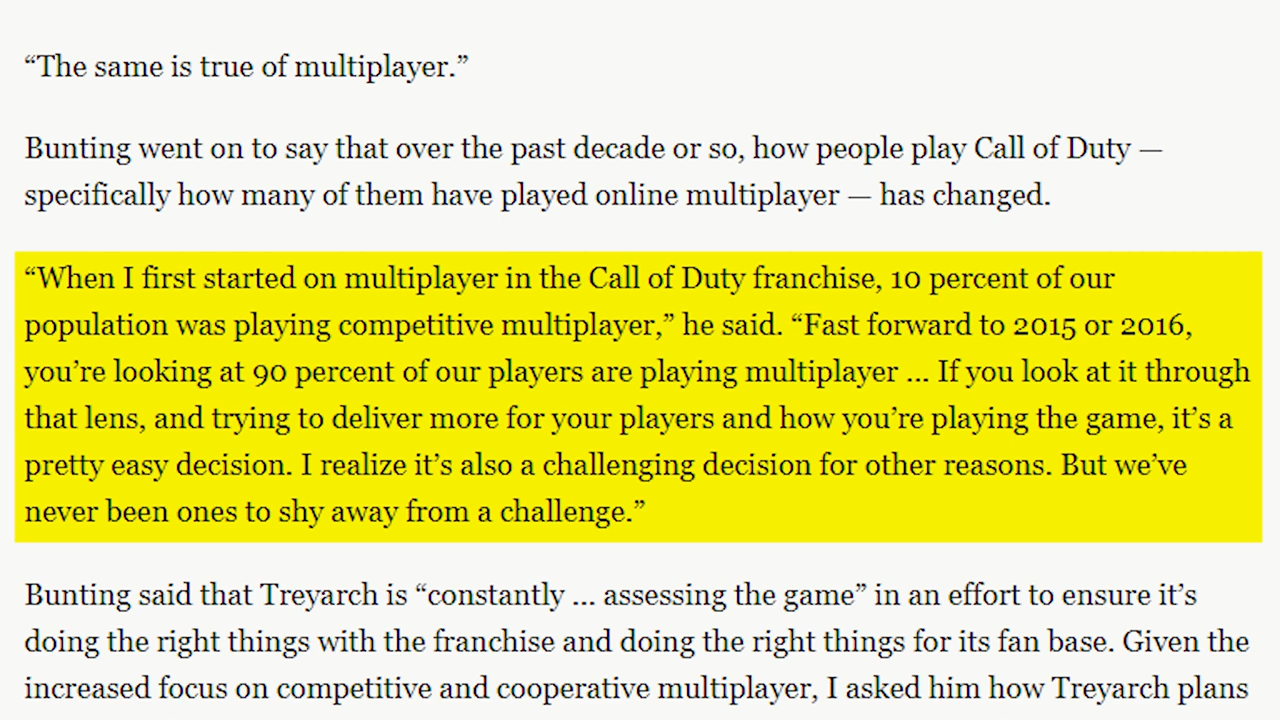 “The same is true of multiplayer.”
Bunting went on to say that over the past decade or so, how people play Call of Duty —
specifically how many of them have played online multiplayer — has changed.
“When I first started on multiplayer in the Call of Duty franchise, 10 percent of our
population was playing competitive multiplayer,” he said. “Fast forward to 2015 or 2016,
you’re looking at 90 percent of our players are playing multiplayer ... If you look at it through
that lens, and trying to deliver more for your players and how you’re playing the game, it’s a
pretty easy decision. I realize it’s also a challenging decision for other reasons. But we’ve
never been ones to shy away from a challenge.”
Bunting said that Treyarch is “constantly ... assessing the game” in an effort to ensure it’s
doing the right things with the franchise and doing the right things for its fan base. Given the
increased focus on competitive and cooperative multiplayer, I asked him how Treyarch plans